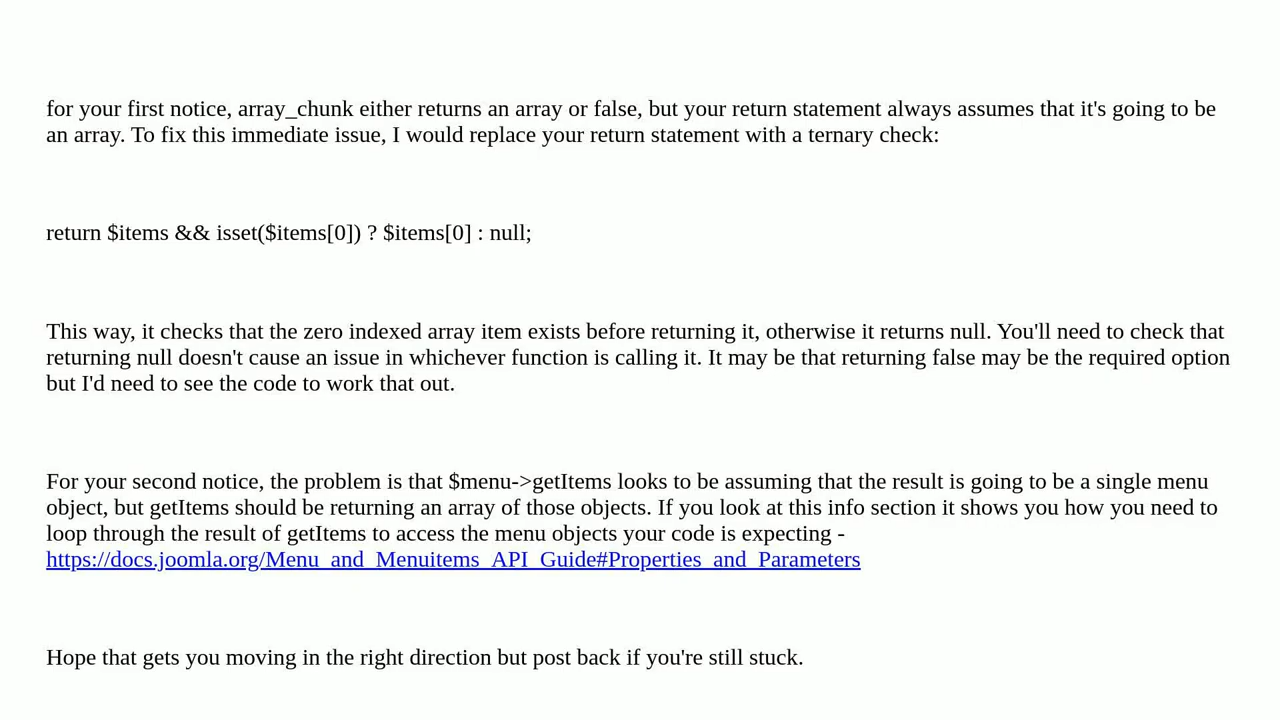 for your first notice, array_chunk either returns an array or false, but your return statement always assumes that it's going to be
an array. To fix this immediate issue, I would replace your return statement with a ternary check:
return $items && isset($items[0]) ? $items[0] : null;
This way, it checks that the zero indexed array item exists before returning it, otherwise it returns null. You'll need to check that
returning null doesn't cause an issue in whichever function is calling it. It may be that returning false may be the required option
but I'd need to see the code to work that out.
For your second notice, the problem is that $menu->getItems looks to be assuming that the result is going to be a single menu
object, but getItems should be returning an array of those objects. If you look at this info section it shows you how you need to
loop through the result of getItems to access the menu objects your code is expecting -
https://docs.joomla.org/Menu_and_Menuitems_API_Guide#Properties_and_Parameters
Hope that gets you moving in the right direction but post back if you're still stuck.